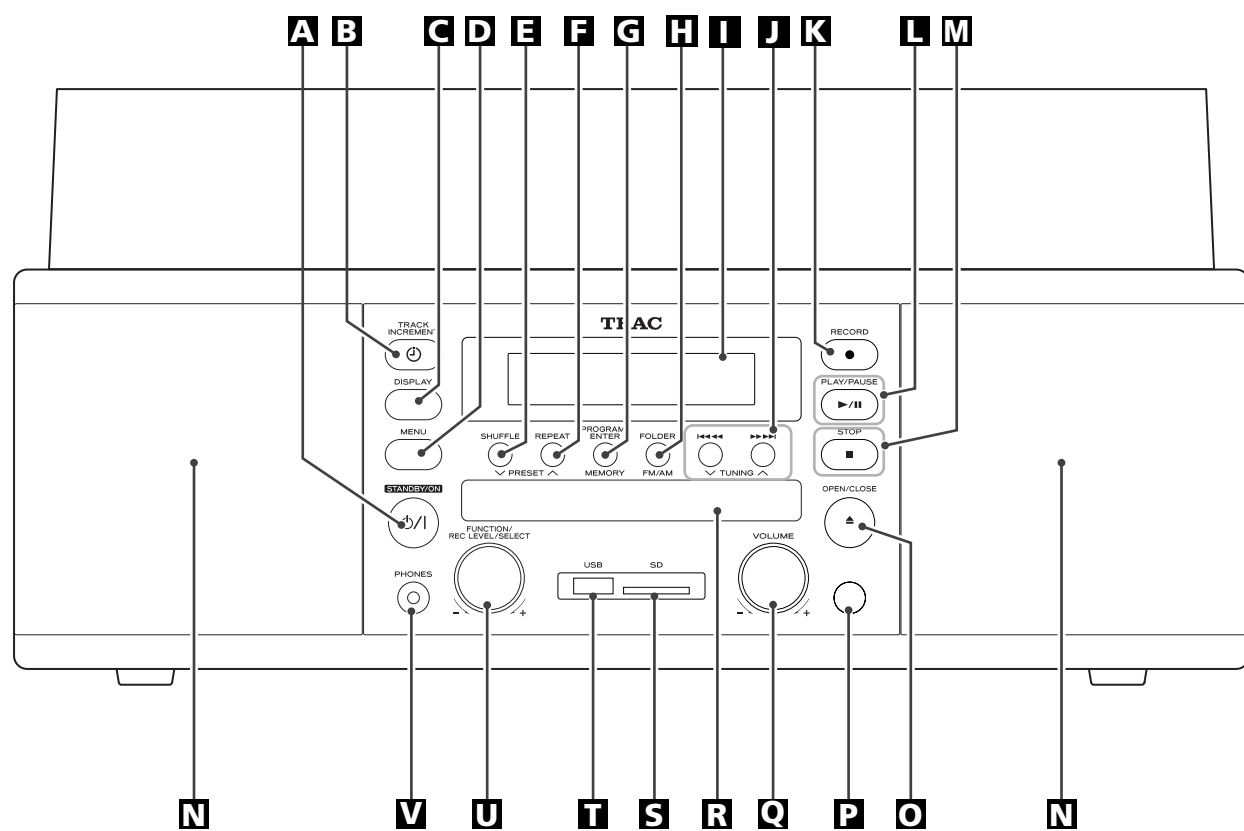 A B C D E F G H I J K L M
TEAC
TRACK INCREMENT
RECORD
DISPLAY
PLAY/PAUSE
MENU
SHUFFLE REPEAT PROGRAM ENTER FOLDER
STOP
PRESET MEMORY FM/AM TUNING
STANDBY/ON
OPEN/CLOSE
FUNCTION/
REC LEVEL/SELECT
VOLUME
USB SD
PHONES
- + - +
N V U T S R Q P O N